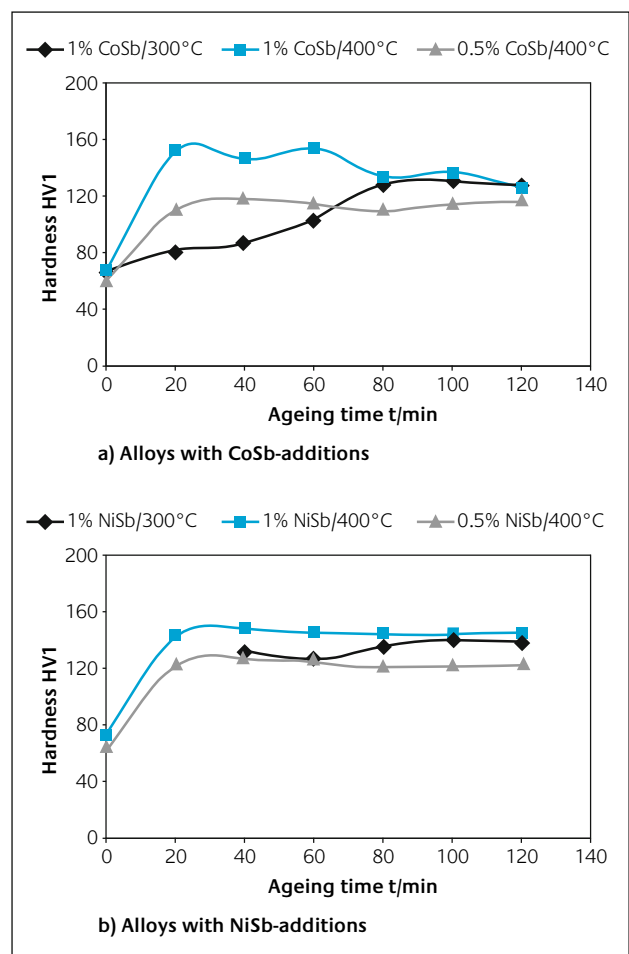 1% CoSb/300°C 1% CoSb/400°C 0.5% CoSb/400°C
200
160
120
80
40
0
0 20 40 60 80 100 120 140
Hardness HV1
Ageing time t/min
a) Alloys with CoSb-additions
1% NiSb/300°C 1% NiSb/400°C 0.5% NiSb/400°C
200
160
120
80
40
0
0 20 40 60 80 100 120 140
Hardness HV1
Ageing time t/min
b) Alloys with NiSb-additions